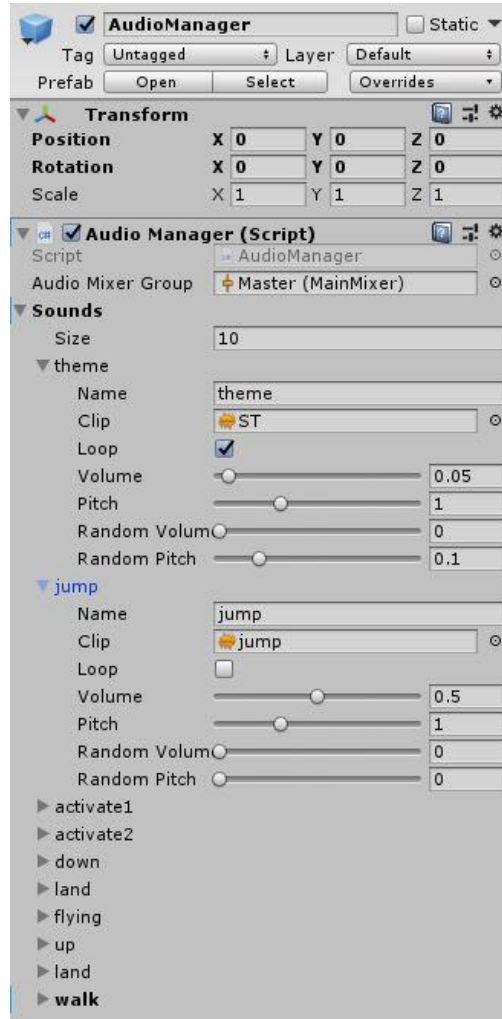 AudioManager Static
Tag Untagged Layer Default
Prefab Open Select Overrides
Transform
Position X 0 Y 0 Z 0
Rotation X 0 Y 0 Z 0
Scale X 1 Y 1 Z 1
c# Audio Manager (Script)
Script AudioManager
Audio Mixer Group Master (MainMixer)
Sounds
Size 10
theme
Name theme
Clip ST
Loop
Volume 0.05
Pitch 1
Random Volum 0
Random Pitch 0.1
jump
Name jump
Clip jump
Loop
Volume 0.5
Pitch 1
Random Volum 0
Random Pitch 0
activate1
activate2
down
land
flying
up
land
walk